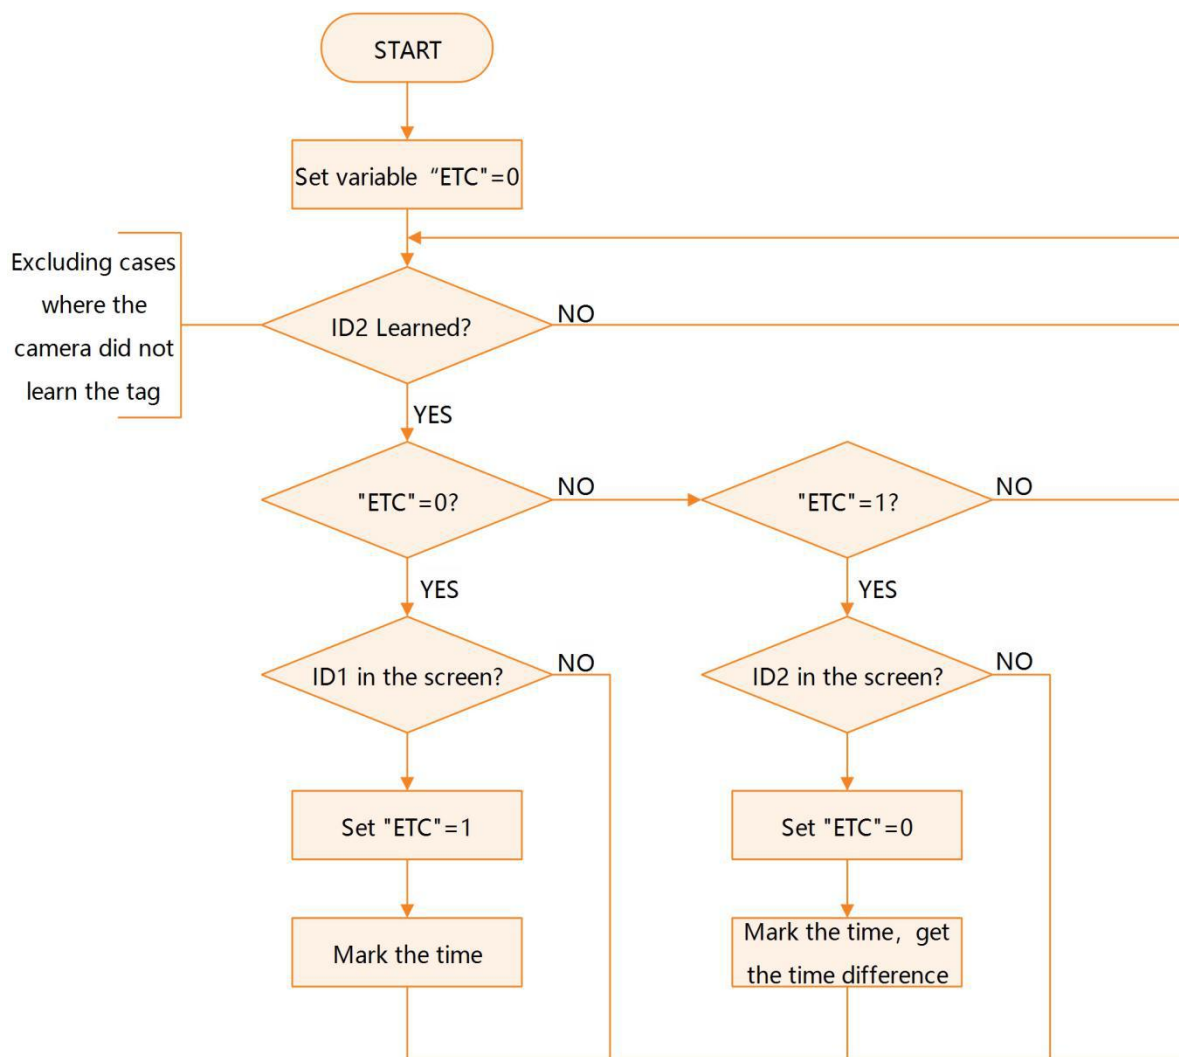 START
Set variable “ETC"=0
Excluding cases
where the
camera did not
learn the tag
ID2 Learned?
NO
YES
"ETC"=0?
NO
"ETC"=1?
NO
YES
YES
ID1 in the screen?
NO
ID2 in the screen?
NO
Set "ETC"=1
Set "ETC"=0
Mark the time
Mark the time, get
the time difference